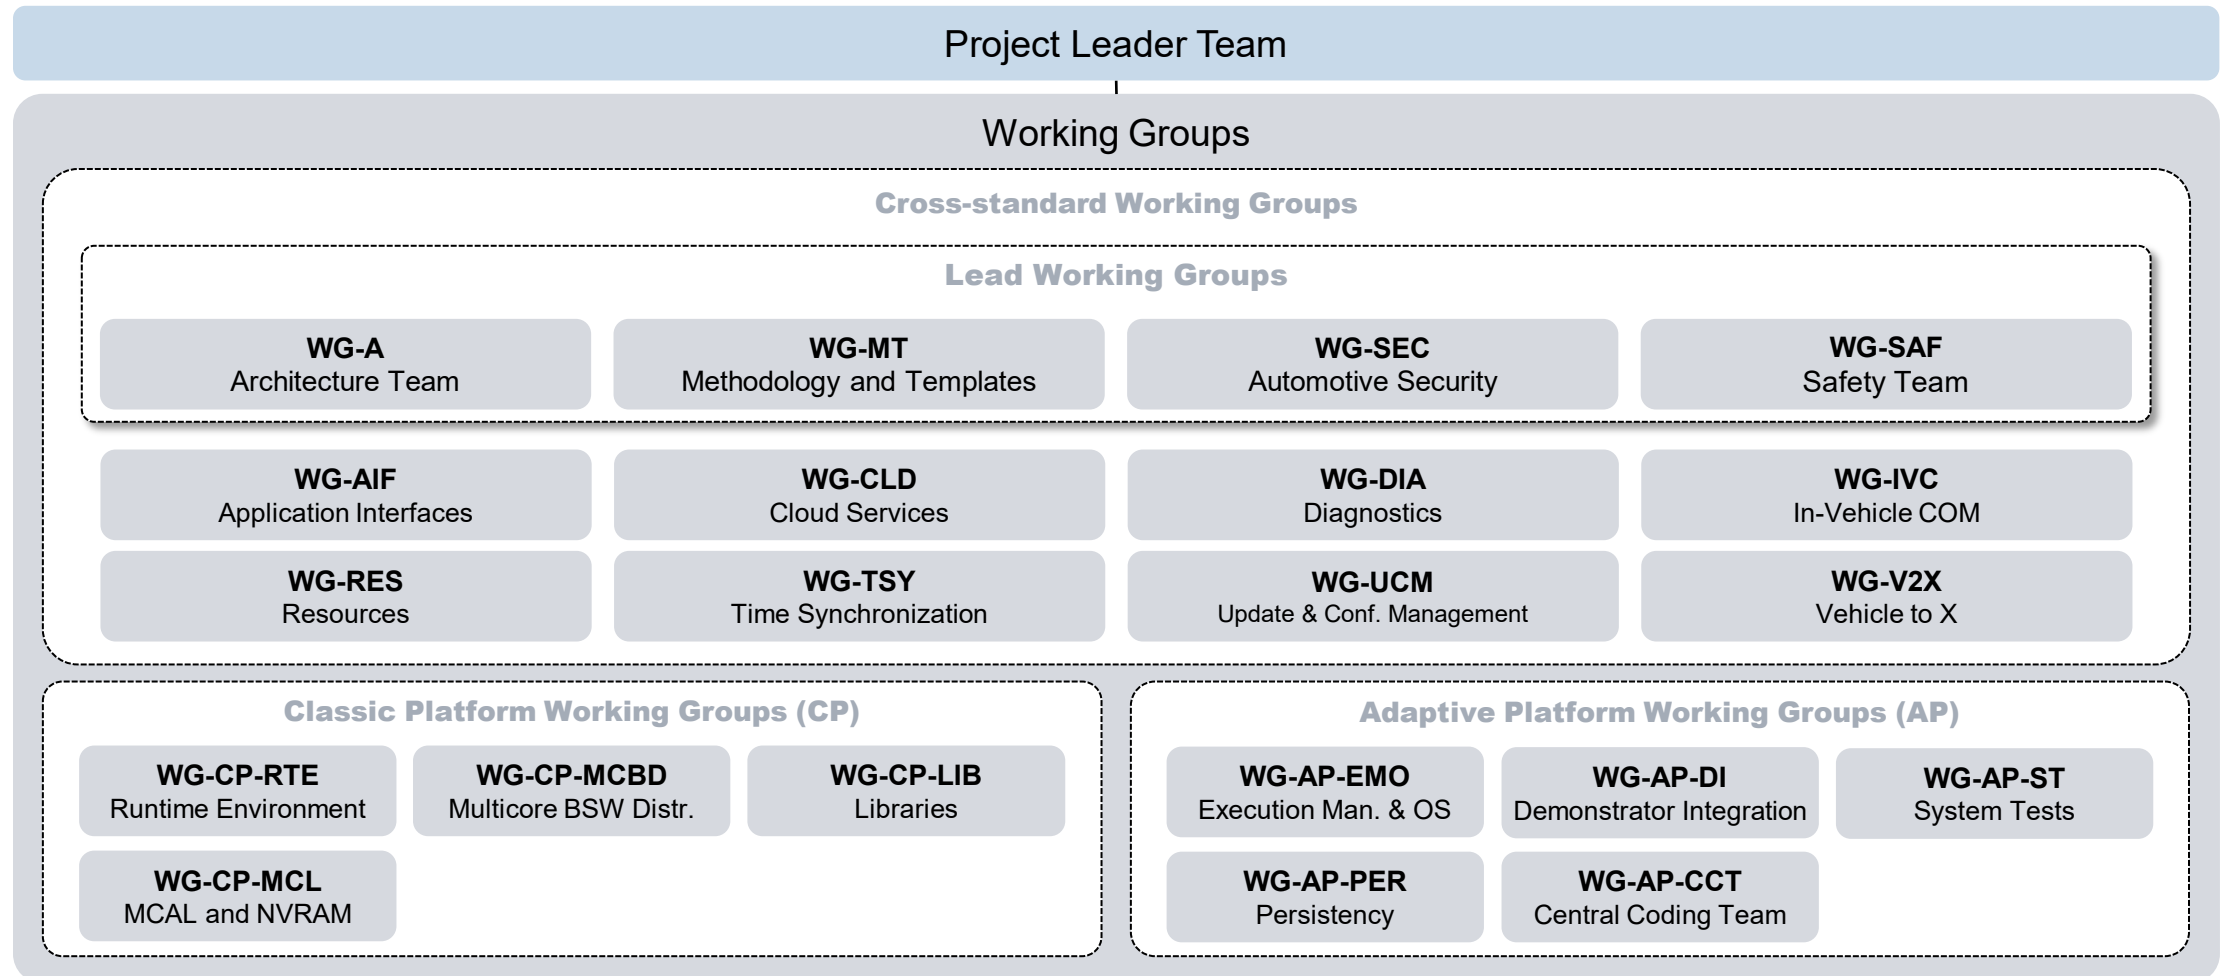 Project Leader Team
Working Groups
Cross-standard Working Groups
Lead Working Groups
WG-A
Architecture Team
WG-MT
Methodology and Templates
WG-SEC
Automotive Security
WG-SAF
Safety Team
WG-AIF
Application Interfaces
WG-CLD
Cloud Services
WG-DIA
Diagnostics
WG-IVC
In-Vehicle COM
WG-RES
Resources
WG-TSY
Time Synchronization
WG-UCM
Update & Conf. Management
WG-V2X
Vehicle to X
Classic Platform Working Groups (CP)
WG-CP-RTE
Runtime Environment
WG-CP-MCBD
Multicore BSW Distr.
WG-CP-LIB
Libraries
WG-CP-MCL
MCAL and NVRAM
Adaptive Platform Working Groups (AP)
WG-AP-EMO
Execution Man. & OS
WG-AP-DI
Demonstrator Integration
WG-AP-ST
System Tests
WG-AP-PER
Persistency
WG-AP-CCT
Central Coding Team